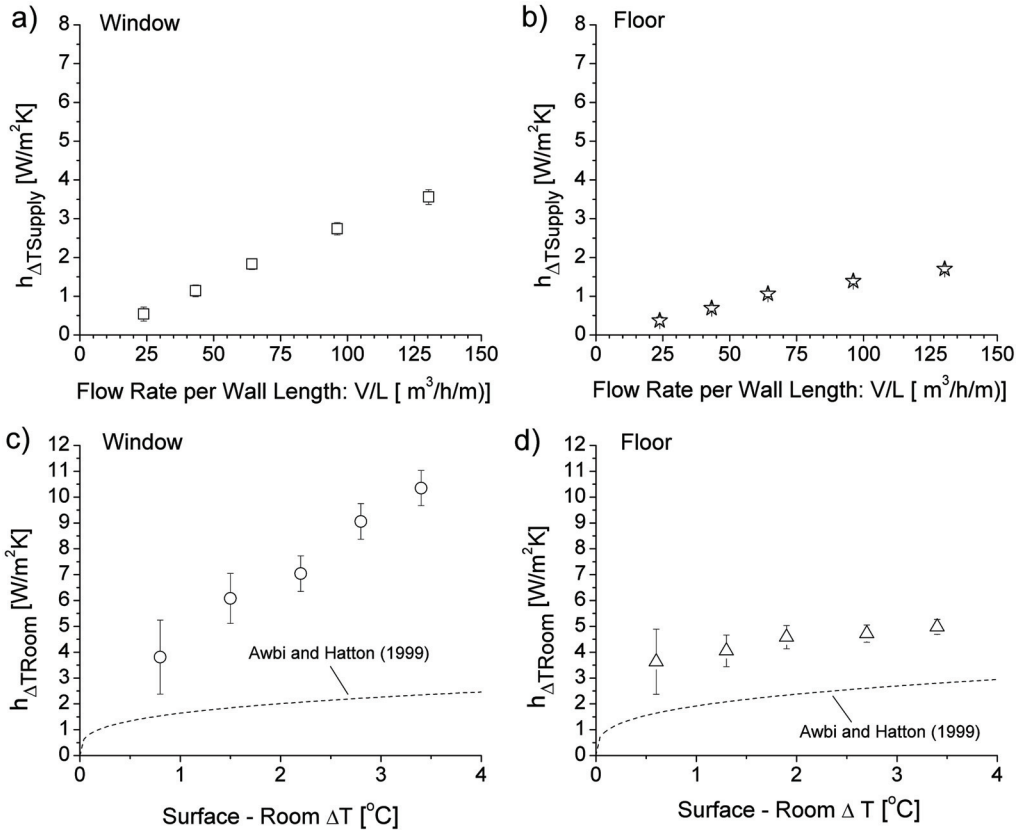 a) Window
8
7
6
5
4
3
2
1
0
h_ΔTSupply [W/m²K]
0 25 50 75 100 125 150
Flow Rate per Wall Length: V/L [ m³/h/m)]
b) Floor
8
7
6
5
4
3
2
1
0
h_ΔTSupply [W/m²K]
0 25 50 75 100 125 150
Flow Rate per Wall Length: V/L [ m³/h/m)]
c) Window
12
11
10
9
8
7
6
5
4
3
2
1
0
h_ΔTRoom [W/m²K]
Awbi and Hatton (1999)
0 1 2 3 4
Surface - Room ΔT [°C]
d) Floor
12
11
10
9
8
7
6
5
4
3
2
1
0
h_ΔTRoom [W/m²K]
Awbi and Hatton (1999)
0 1 2 3 4
Surface - Room Δ T [°C]